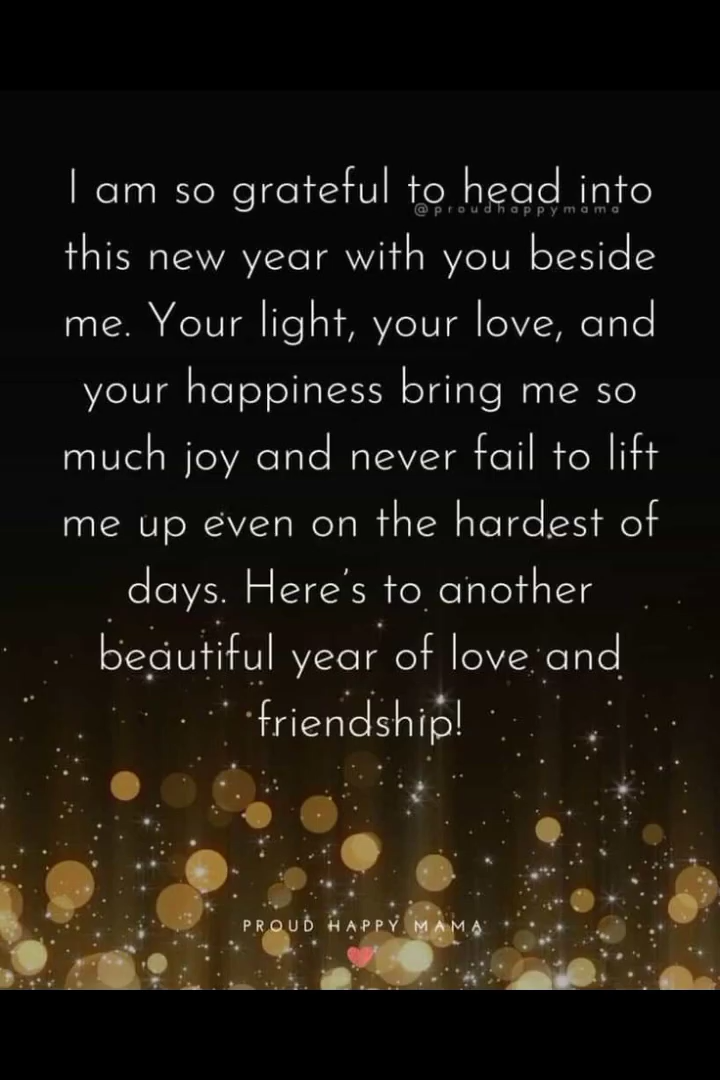 I am so grateful to head into
@proudhappymama
this new year with you beside
me. Your light, your love, and
your happiness bring me so
much joy and never fail to lift
me up even on the hardest of
days. Here's to another
beautiful year of love and
friendship!
PROUD HAPPY MAMA